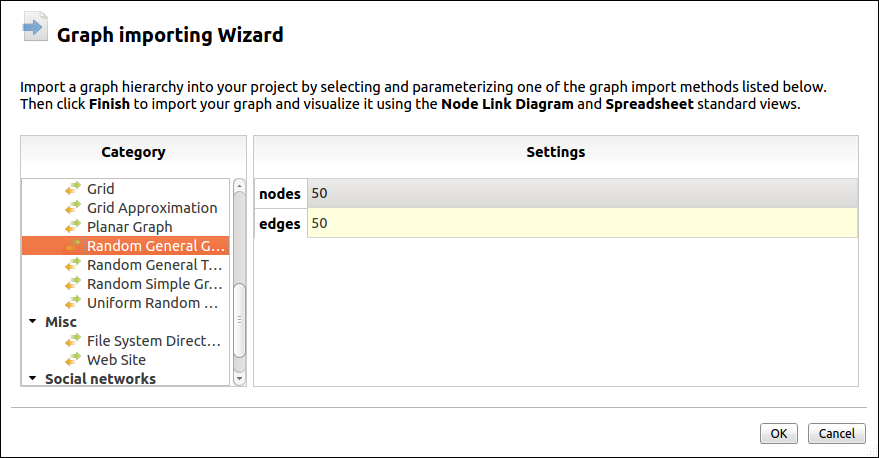 Graph importing Wizard
Import a graph hierarchy into your project by selecting and parameterizing one of the graph import methods listed below.
Then click Finish to import your graph and visualize it using the Node Link Diagram and Spreadsheet standard views.
Category
Grid
Grid Approximation
Planar Graph
Random General G...
Random General T...
Random Simple Gr...
Uniform Random ...
Misc
File System Direct...
Web Site
Social networks
Settings
nodes 50
edges 50
OK Cancel